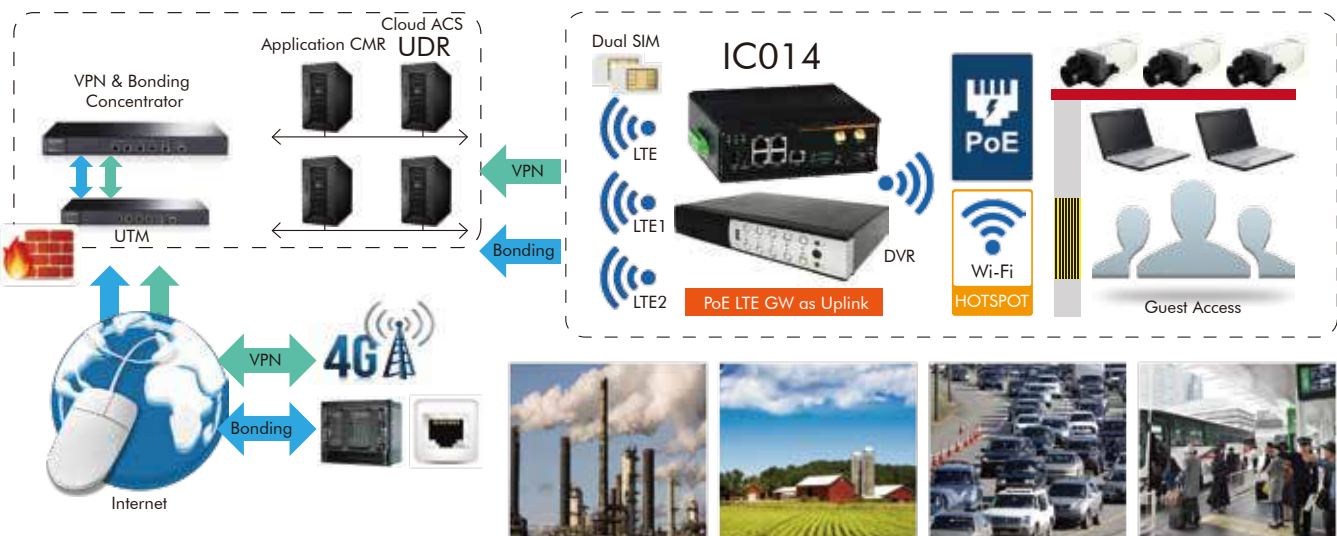 Cloud ACS
Application CMR
UDR
VPN & Bonding
Concentrator
UTM
VPN
Bonding
Dual SIM
IC014
LTE
LTE1
LTE2
DVR
PoE LTE GW as Uplink
PoE
Wi-Fi
HOTSPOT
Guest Access
VPN
4G
Bonding
Internet